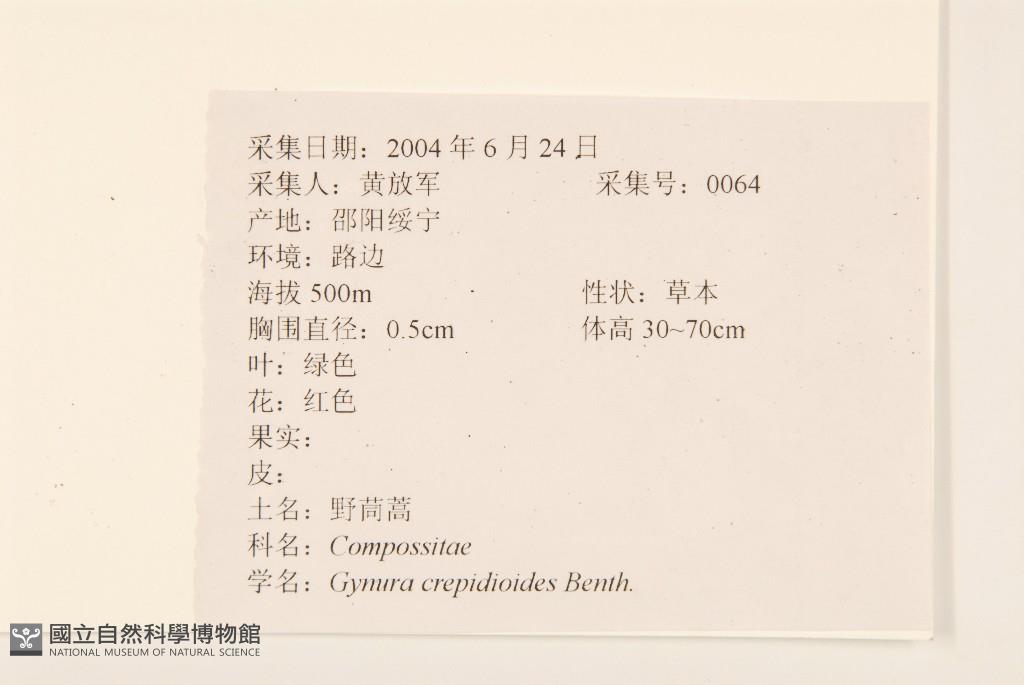 采集日期：2004 年 6 月 24 日
采集人：黄放军 采集号：0064
产地：邵阳绥宁
环境：路边
海拔 500m 性状：草本
胸围直径：0.5cm 体高 30~70cm
叶：绿色
花：红色
果实：
皮：
土名：野茼蒿
科名：Compossitae
学名：Gynura crepidioides Benth.
國立自然科學博物館
NATIONAL MUSEUM OF NATURAL SCIENCE